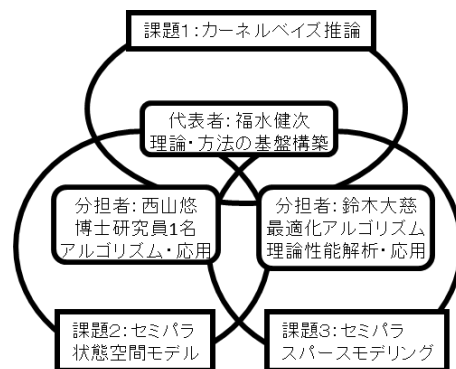 課題1:カーネルベイズ推論
代表者:福水健次
理論・方法の基盤構築
分担者:西山悠
博士研究員1名
アルゴリズム・応用
分担者:鈴木大慈
最適化アルゴリズム
理論性能解析・応用
課題2:セミパラ
状態空間モデル
課題3:セミパラ
スパースモデリング